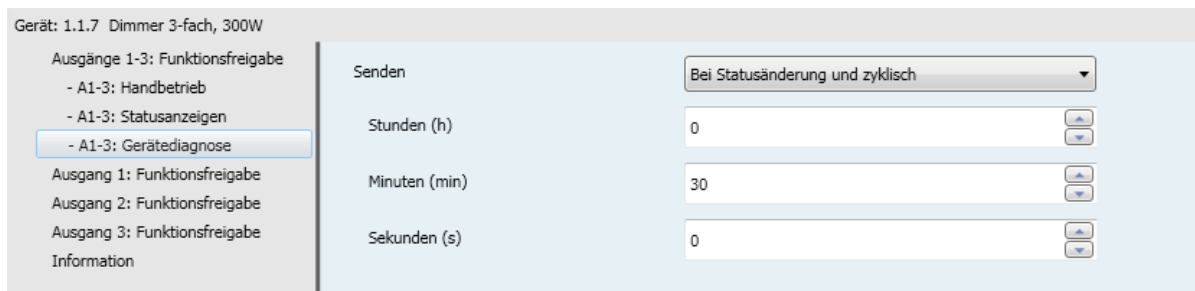 Gerät: 1.1.7 Dimmer 3-fach, 300W
Ausgänge 1-3: Funktionsfreigabe
- A1-3: Handbetrieb
- A1-3: Statusanzeigen
- A1-3: Gerätediagnose
Ausgang 1: Funktionsfreigabe
Ausgang 2: Funktionsfreigabe
Ausgang 3: Funktionsfreigabe
Information
Senden Bei Statusänderung und zyklisch
Stunden (h) 0
Minuten (min) 30
Sekunden (s) 0